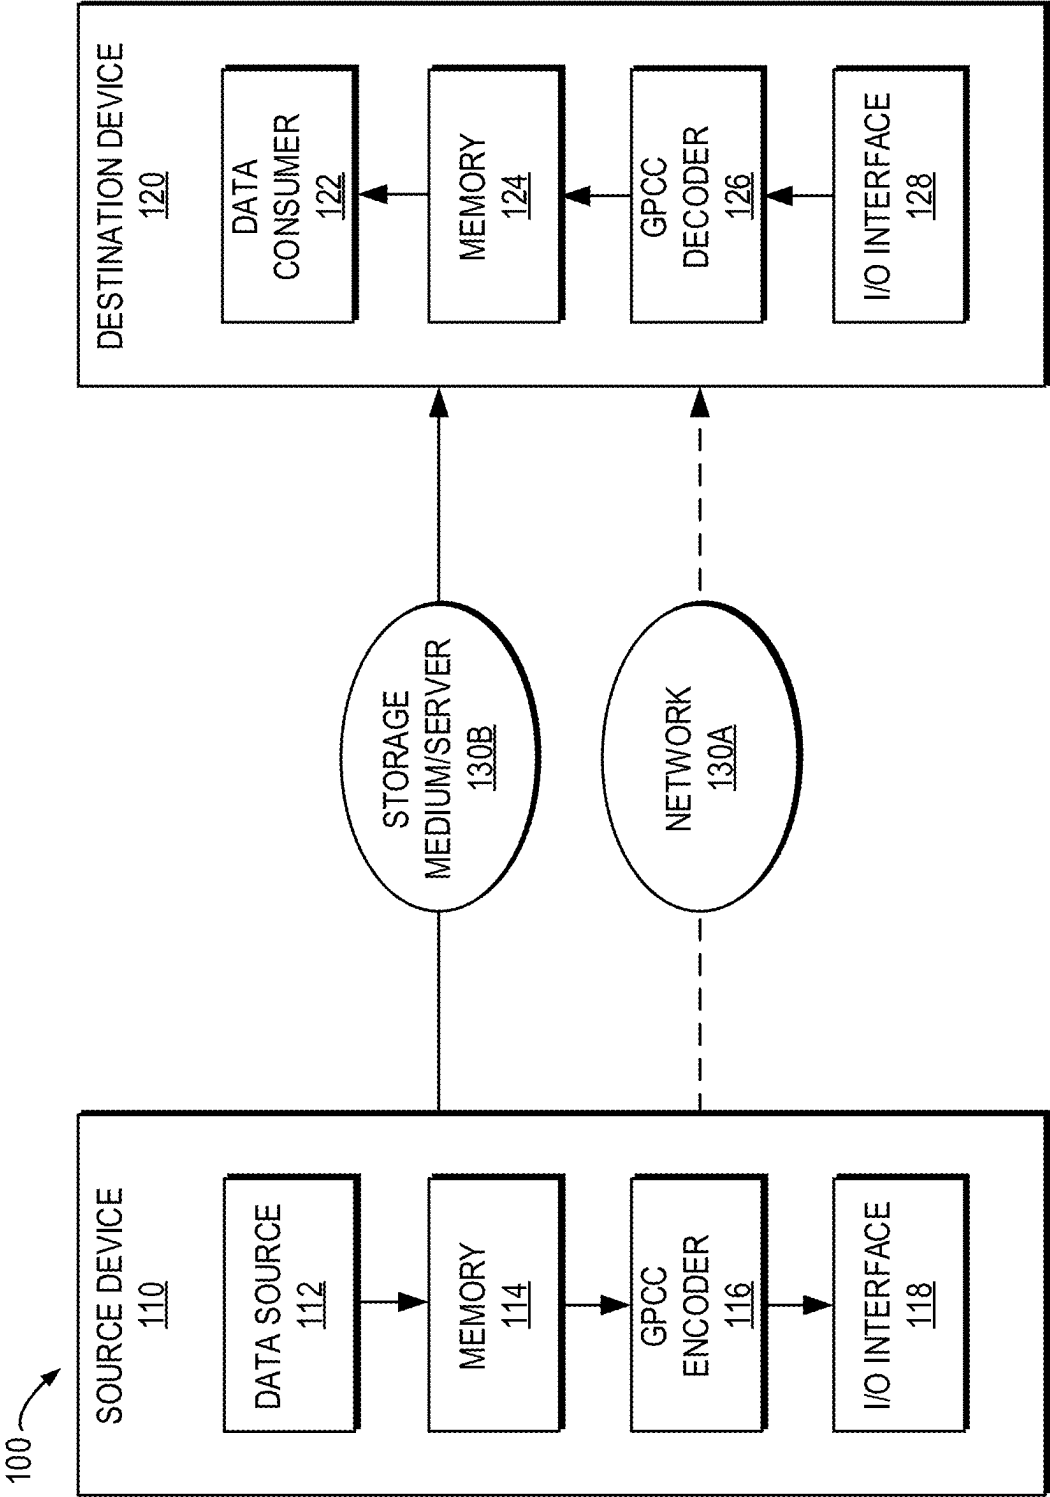 100
SOURCE DEVICE
110
DATA SOURCE
112
MEMORY
114
GPCC
ENCODER
116
I/O INTERFACE
118
STORAGE
MEDIUM/SERVER
130B
NETWORK
130A
DESTINATION DEVICE
120
DATA
CONSUMER
122
MEMORY
124
GPCC
DECODER
126
I/O INTERFACE
128